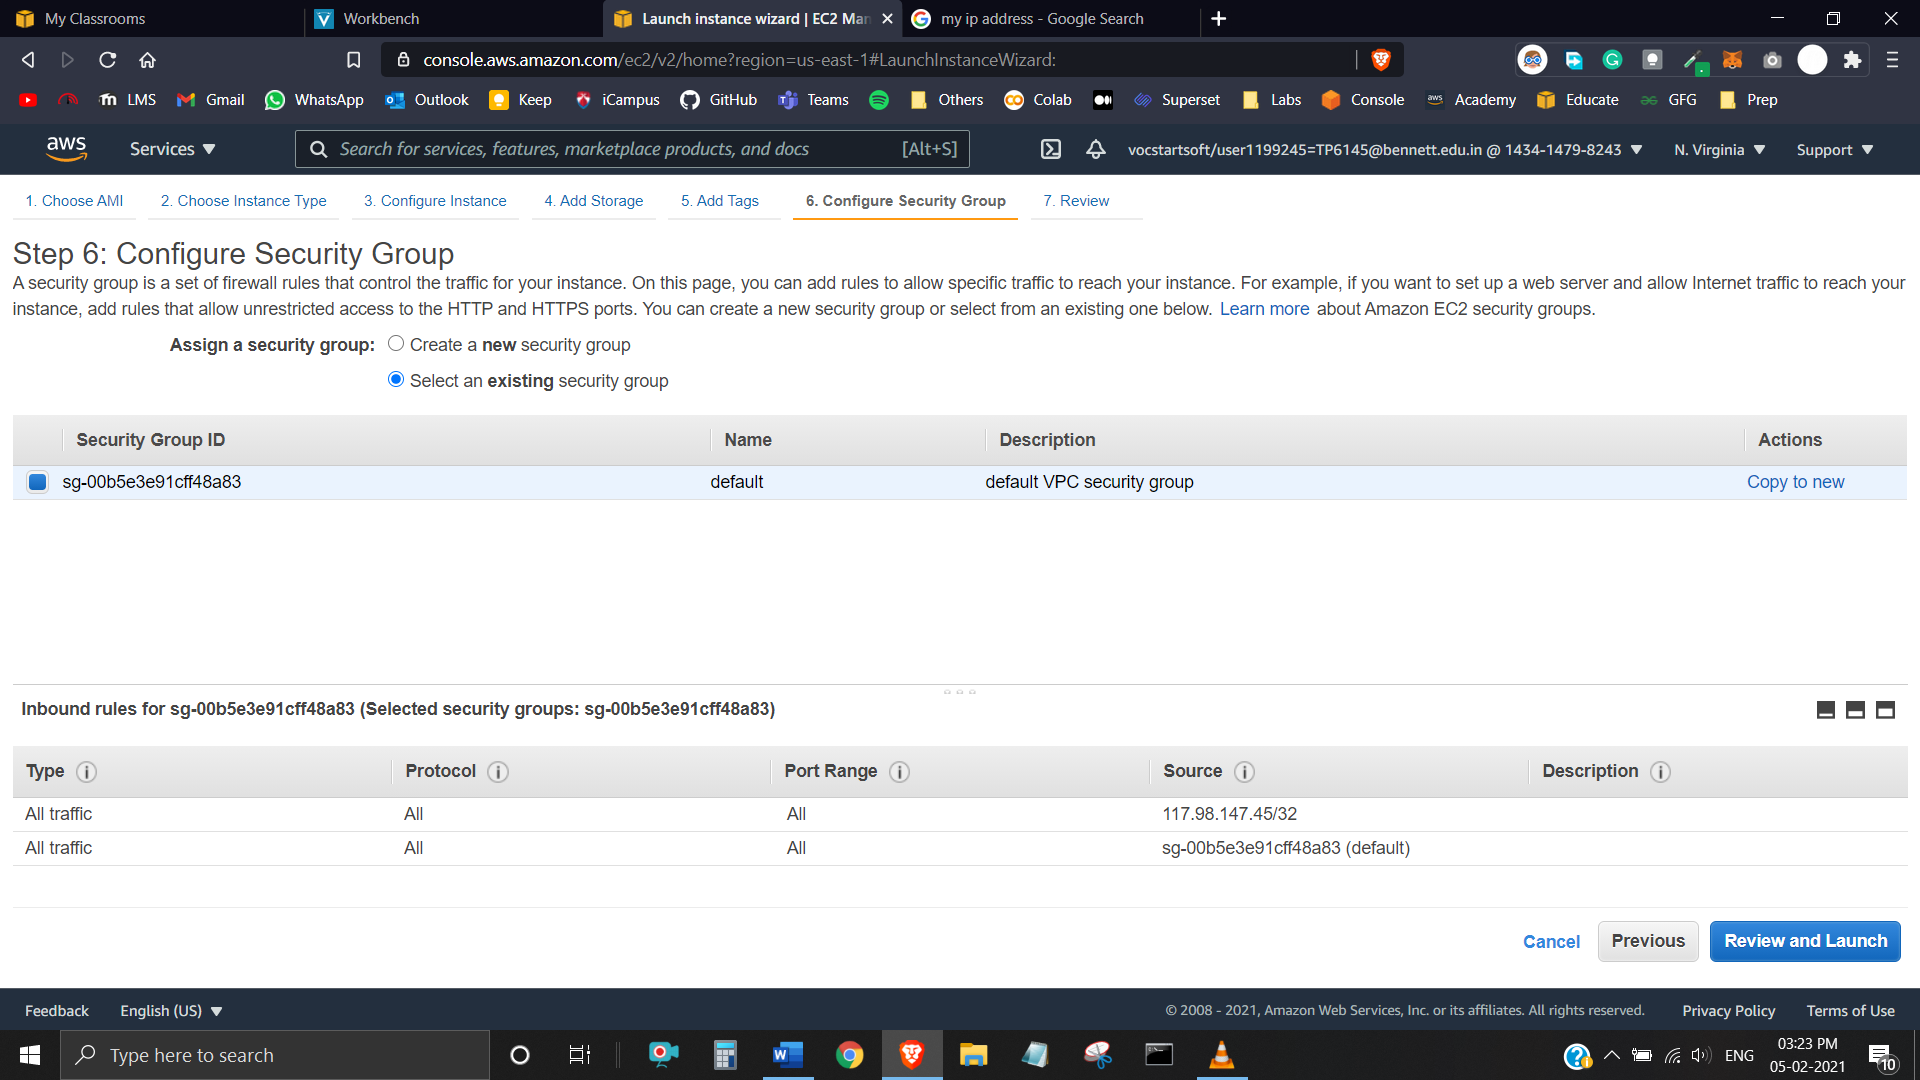 My Classrooms
Workbench
Launch instance wizard | EC2 Man
my ip address - Google Search
console.aws.amazon.com/ec2/v2/home?region=us-east-1#LaunchInstanceWizard:
LMS Gmail WhatsApp Outlook Keep iCampus GitHub Teams Others Colab Superset Labs Console aws Academy Educate GFG Prep
aws Services Search for services, features, marketplace products, and docs [Alt+S] vocstartsoft/user1199245=TP6145@bennett.edu.in @ 1434-1479-8243 N. Virginia Support
1. Choose AMI 2. Choose Instance Type 3. Configure Instance 4. Add Storage 5. Add Tags 6. Configure Security Group 7. Review
Step 6: Configure Security Group
A security group is a set of firewall rules that control the traffic for your instance. On this page, you can add rules to allow specific traffic to reach your instance. For example, if you want to set up a web server and allow Internet traffic to reach your
instance, add rules that allow unrestricted access to the HTTP and HTTPS ports. You can create a new security group or select from an existing one below. Learn more about Amazon EC2 security groups.
Assign a security group: Create a new security group
Select an existing security group
Security Group ID Name Description Actions
sg-00b5e3e91cff48a83 default default VPC security group Copy to new
Inbound rules for sg-00b5e3e91cff48a83 (Selected security groups: sg-00b5e3e91cff48a83)
Type Protocol Port Range Source Description
All traffic All All 117.98.147.45/32
All traffic All All sg-00b5e3e91cff48a83 (default)
Cancel Previous Review and Launch
Feedback English (US) © 2008 - 2021, Amazon Web Services, Inc. or its affiliates. All rights reserved. Privacy Policy Terms of Use
Type here to search
ENG
03:23 PM
05-02-2021
10